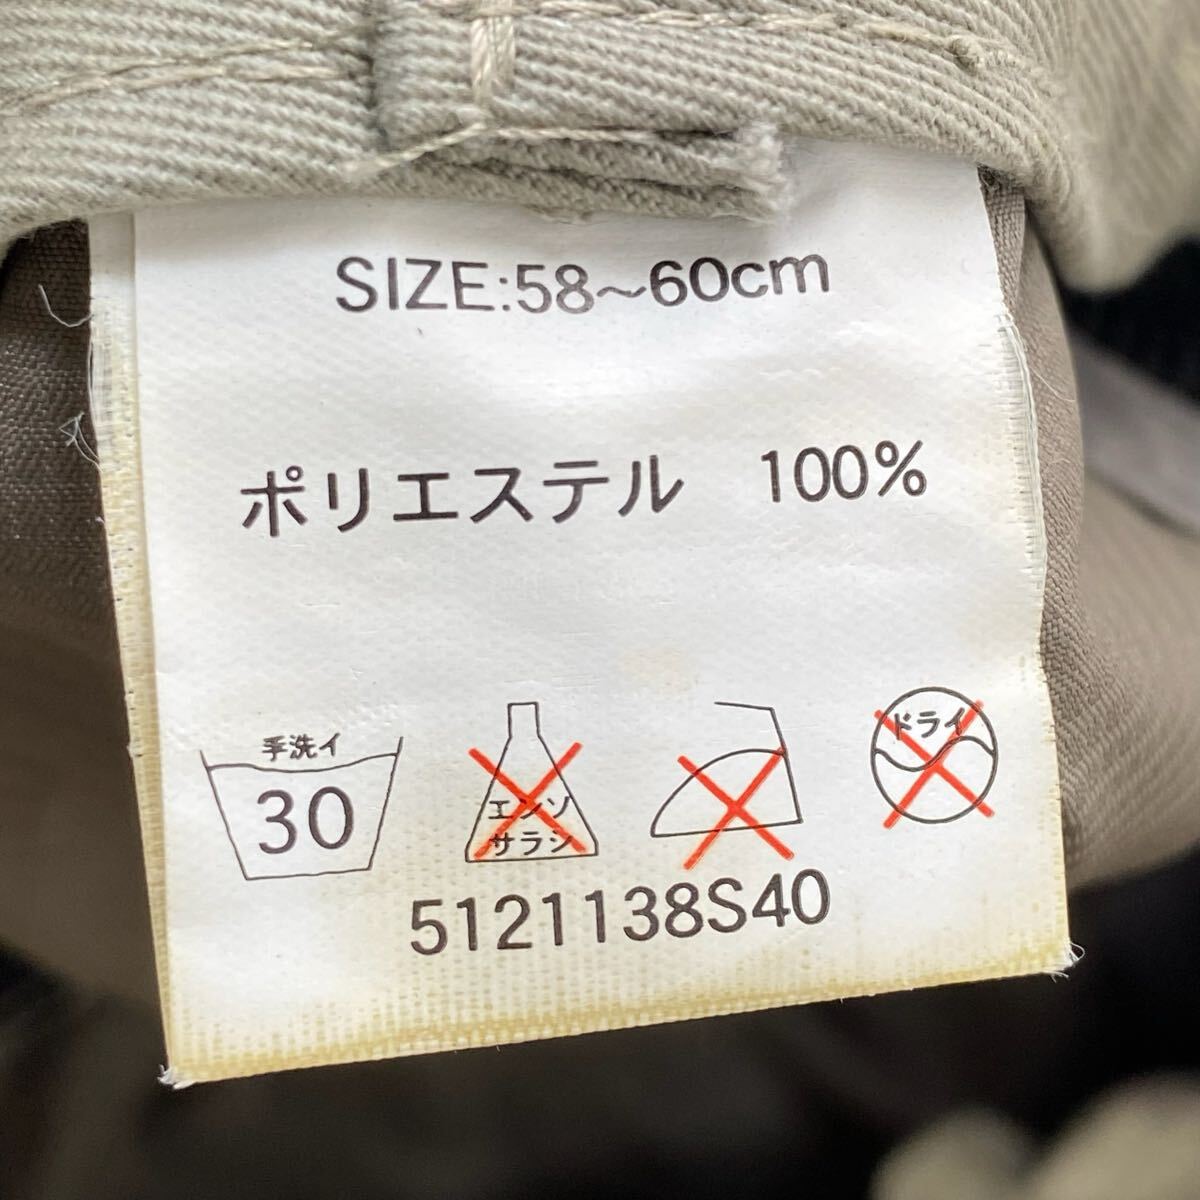 SIZE:58～60cm
ポリエステル 100%
手洗イ
30
エンソ
サラシ
ドライ
5121138S40